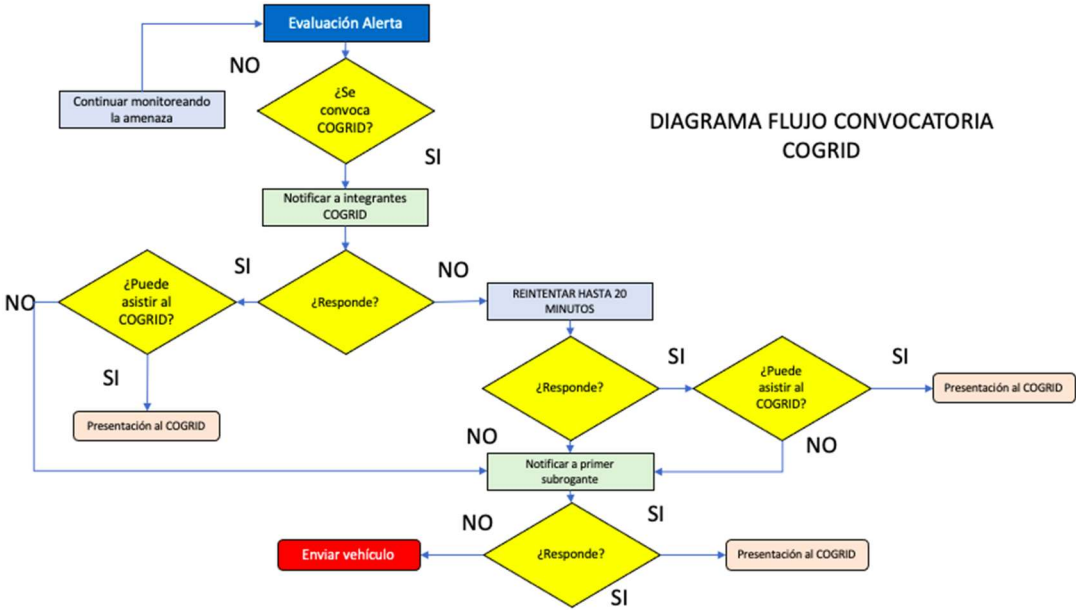 Evaluación Alerta
NO
¿Se
convoca
COGRID?
Continuar monitoreando
la amenaza
DIAGRAMA FLUJO CONVOCATORIA
COGRID
SI
Notificar a integrantes
COGRID
SI
NO
¿Puede
asistir al
COGRID?
¿Responde?
NO
REINTENTAR HASTA 20
MINUTOS
SI
Presentación al COGRID
¿Responde?
SI
¿Puede
asistir al
COGRID?
SI
Presentación al COGRID
NO
NO
Notificar a primer
subrogante
NO
SI
Enviar vehículo
¿Responde?
Presentación al COGRID
SI